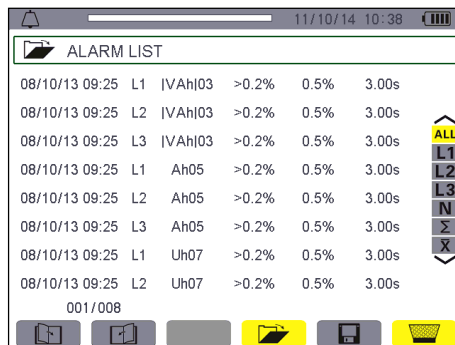 11/10/14 10:38
ALARM LIST
08/10/13 09:25 L1 |VAh|03 >0.2% 0.5% 3.00s
08/10/13 09:25 L2 |VAh|03 >0.2% 0.5% 3.00s
08/10/13 09:25 L3 |VAh|03 >0.2% 0.5% 3.00s
08/10/13 09:25 L1 Ah05 >0.2% 0.5% 3.00s
08/10/13 09:25 L2 Ah05 >0.2% 0.5% 3.00s
08/10/13 09:25 L3 Ah05 >0.2% 0.5% 3.00s
08/10/13 09:25 L1 Uh07 >0.2% 0.5% 3.00s
08/10/13 09:25 L2 Uh07 >0.2% 0.5% 3.00s
001/008
ALL
L1
L2
L3
N
Σ
X̅